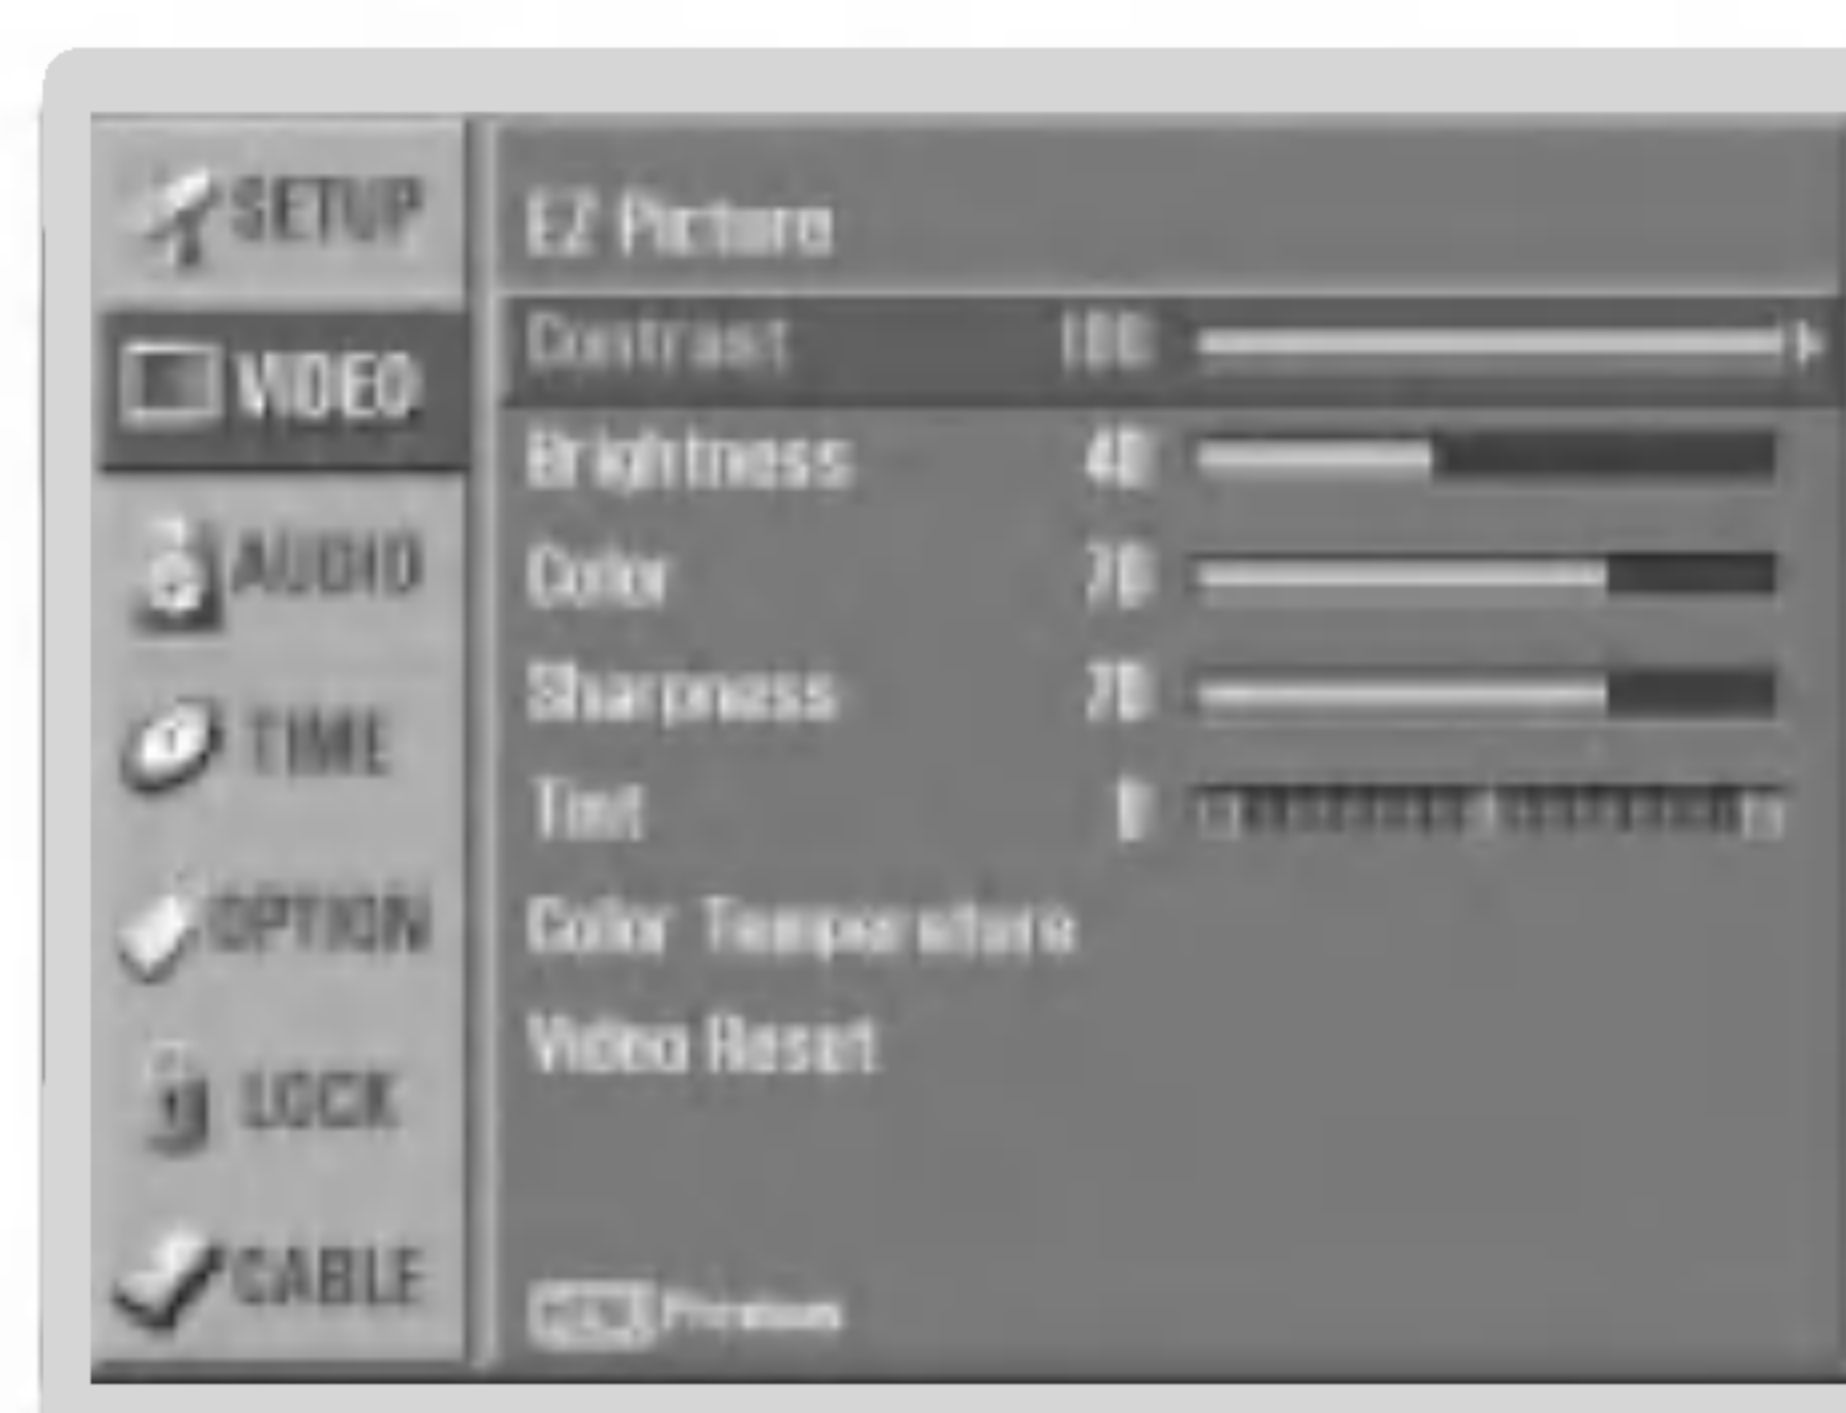 SETUP
VIDEO
AUDIO
TIME
OPTION
LOCK
CABLE
EZ Picture
Contrast 100
Brightness 40
Color 70
Sharpness 70
Tint 0
Color Temperature
Video Reset
Previous